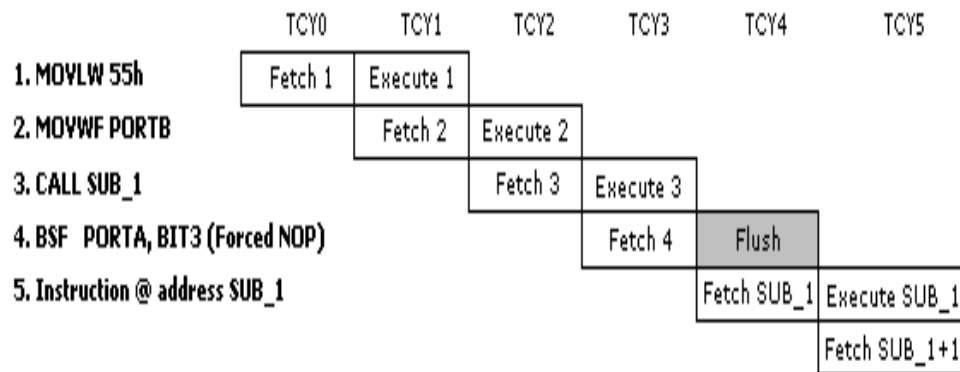 TCY0 TCY1 TCY2 TCY3 TCY4 TCY5
1. MOVLW 55h Fetch 1 Execute 1
2. MOVWF PORTB Fetch 2 Execute 2
3. CALL SUB_1 Fetch 3 Execute 3
4. BSF PORTA, BIT3 (Forced NOP) Fetch 4 Flush
5. Instruction @ address SUB_1 Fetch SUB_1 Execute SUB_1
Fetch SUB_1+1